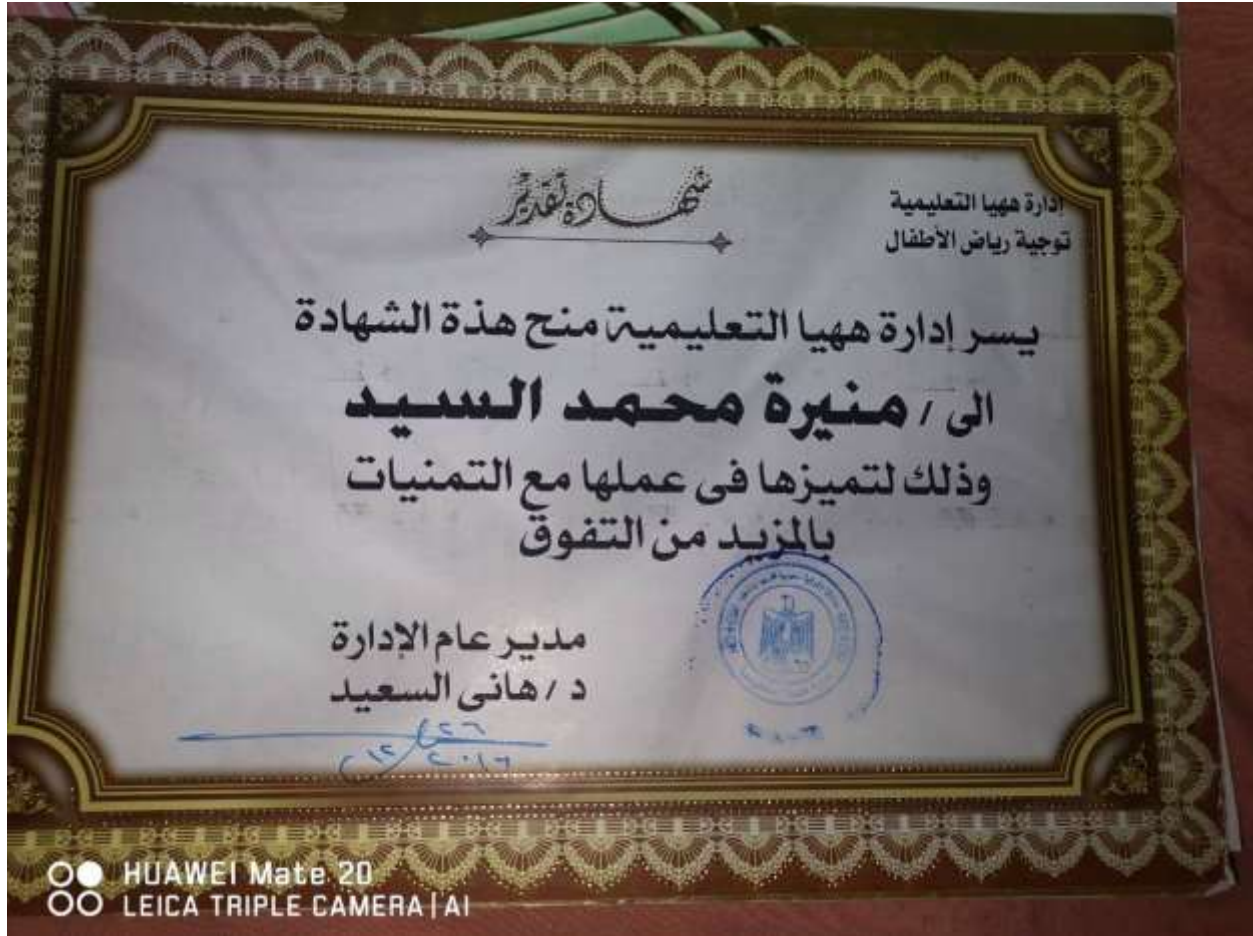 إدارة ههيا التعليمية
توجية رياض الأطفال
شهادة تقدير
يسر إدارة ههيا التعليمية منح هذة الشهادة
الى / منيرة محمد السيد
وذلك لتميزها فى عملها مع التمنيات
بالمزيد من التفوق
مدير عام الإدارة
د / هانى السعيد
HUAWEI Mate 20
LEICA TRIPLE CAMERA | AI